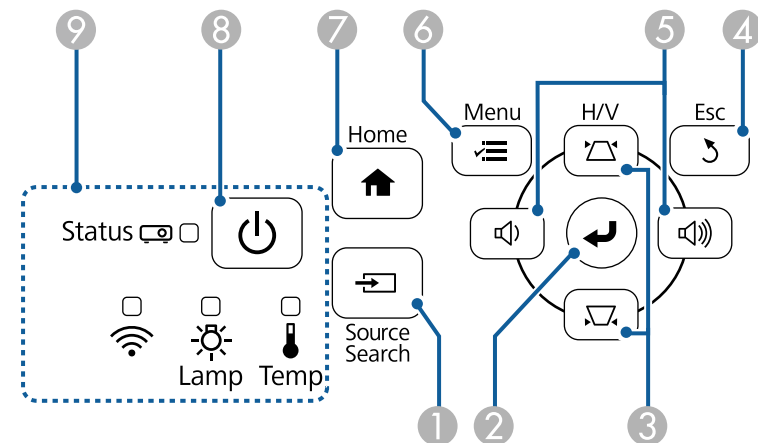 9 8 7 6 5 4
Menu H/V Esc
Home
Status
Source
Search
Lamp Temp
1 2 3